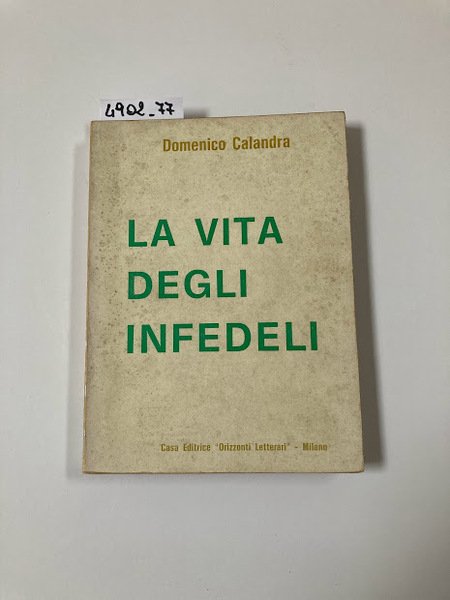 4902_77
Domenico Calandra
LA VITA
DEGLI
INFEDELI
Casa Editrice "Orizzonti Letterari" - Milano